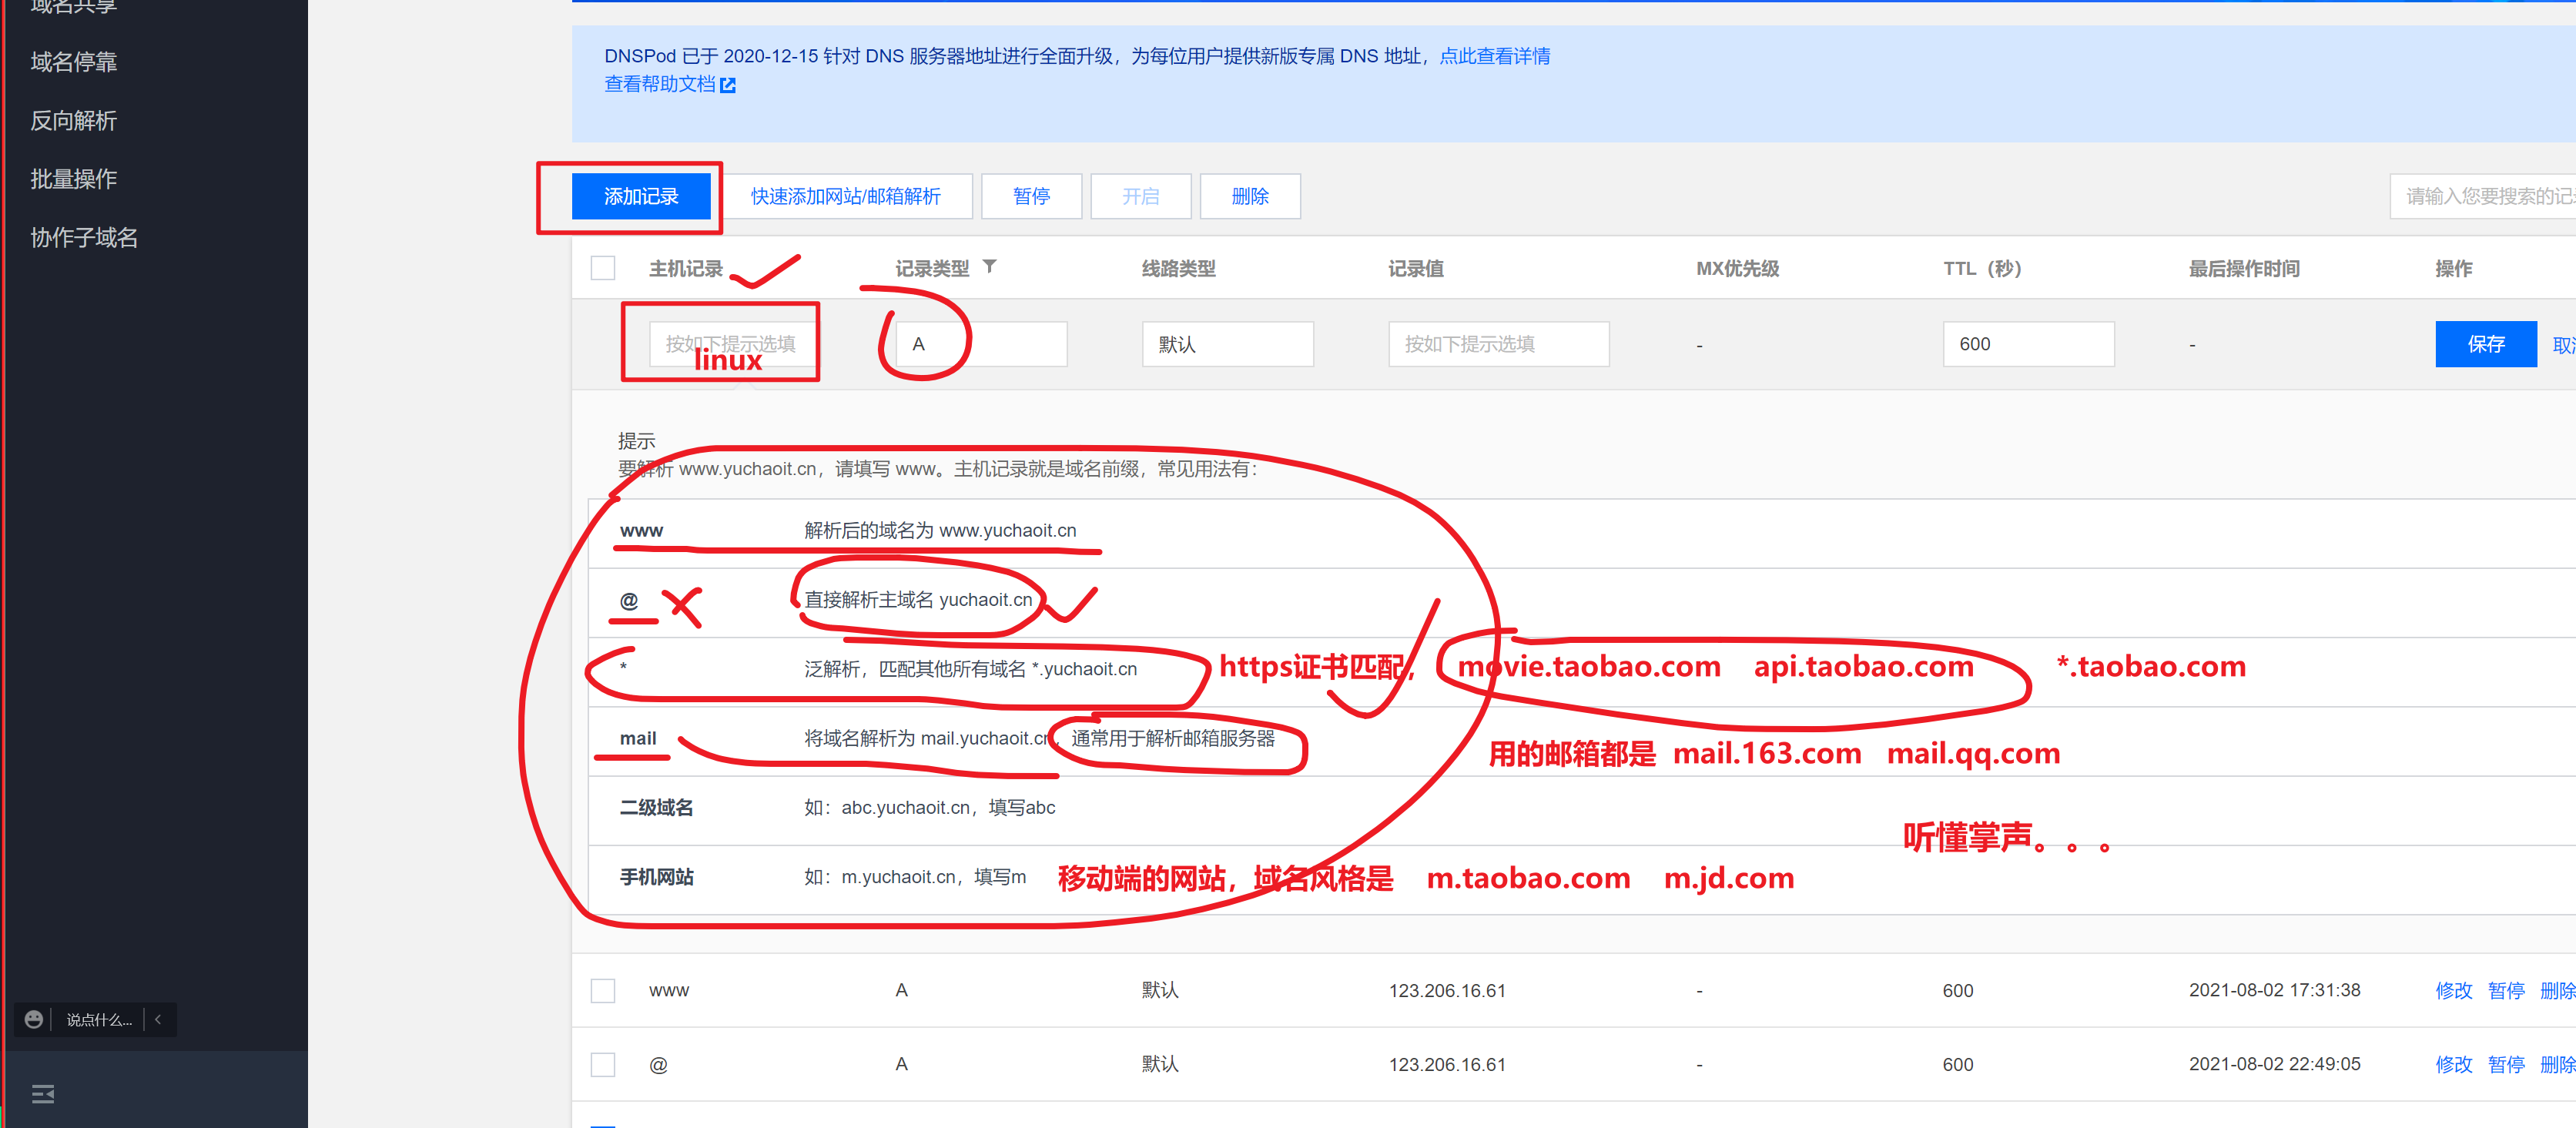 域名共享
域名停靠
反向解析
批量操作
协作子域名
说点什么...
DNSPod 已于 2020-12-15 针对 DNS 服务器地址进行全面升级，为每位用户提供新版专属 DNS 地址，点此查看详情
查看帮助文档
添加记录 快速添加网站/邮箱解析 暂停 开启 删除 请输入您要搜索的记
主机记录 记录类型 线路类型 记录值 MX优先级 TTL（秒） 最后操作时间 操作
按如下提示选填 A 默认 按如下提示选填 - 600 - 保存
linux
提示
要解析 www.yuchaoit.cn，请填写 www。主机记录就是域名前缀，常见用法有：
www 解析后的域名为 www.yuchaoit.cn
@ 直接解析主域名 yuchaoit.cn
* 泛解析，匹配其他所有域名 *.yuchaoit.cn https证书匹配， movie.taobao.com api.taobao.com *.taobao.com
mail 将域名解析为 mail.yuchaoit.cn，通常用于解析邮箱服务器
用的邮箱都是 mail.163.com mail.qq.com
二级域名 如：abc.yuchaoit.cn，填写abc
听懂掌声。。。
手机网站 如：m.yuchaoit.cn，填写m 移动端的网站，域名风格是 m.taobao.com m.jd.com
www A 默认 123.206.16.61 - 600 2021-08-02 17:31:38 修改 暂停 删除
@ A 默认 123.206.16.61 - 600 2021-08-02 22:49:05 修改 暂停 删除